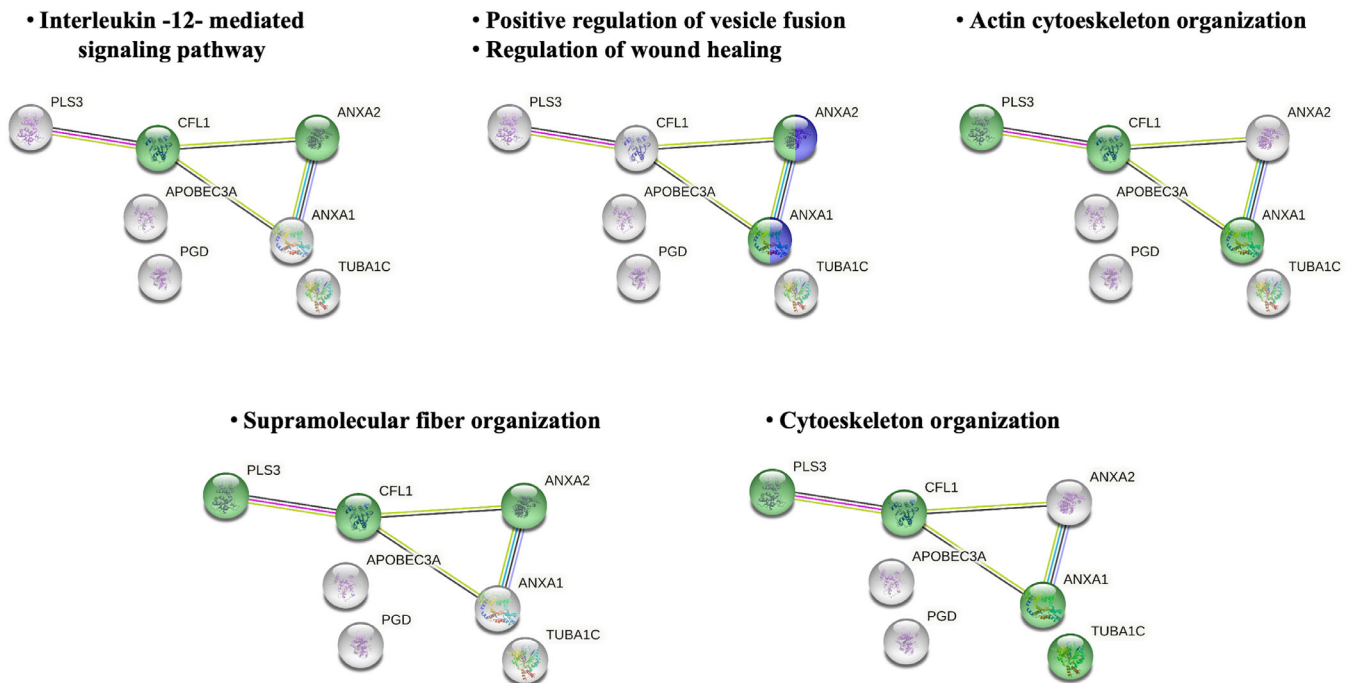 • Interleukin -12- mediated
signaling pathway
PLS3
CFL1
ANXA2
APOBEC3A
ANXA1
PGD
TUBA1C
• Positive regulation of vesicle fusion
• Regulation of wound healing
PLS3
CFL1
ANXA2
APOBEC3A
ANXA1
PGD
TUBA1C
• Actin cytoeskeleton organization
PLS3
CFL1
ANXA2
APOBEC3A
ANXA1
PGD
TUBA1C
• Supramolecular fiber organization
PLS3
CFL1
ANXA2
APOBEC3A
ANXA1
PGD
TUBA1C
• Cytoeskeleton organization
PLS3
CFL1
ANXA2
APOBEC3A
ANXA1
PGD
TUBA1C